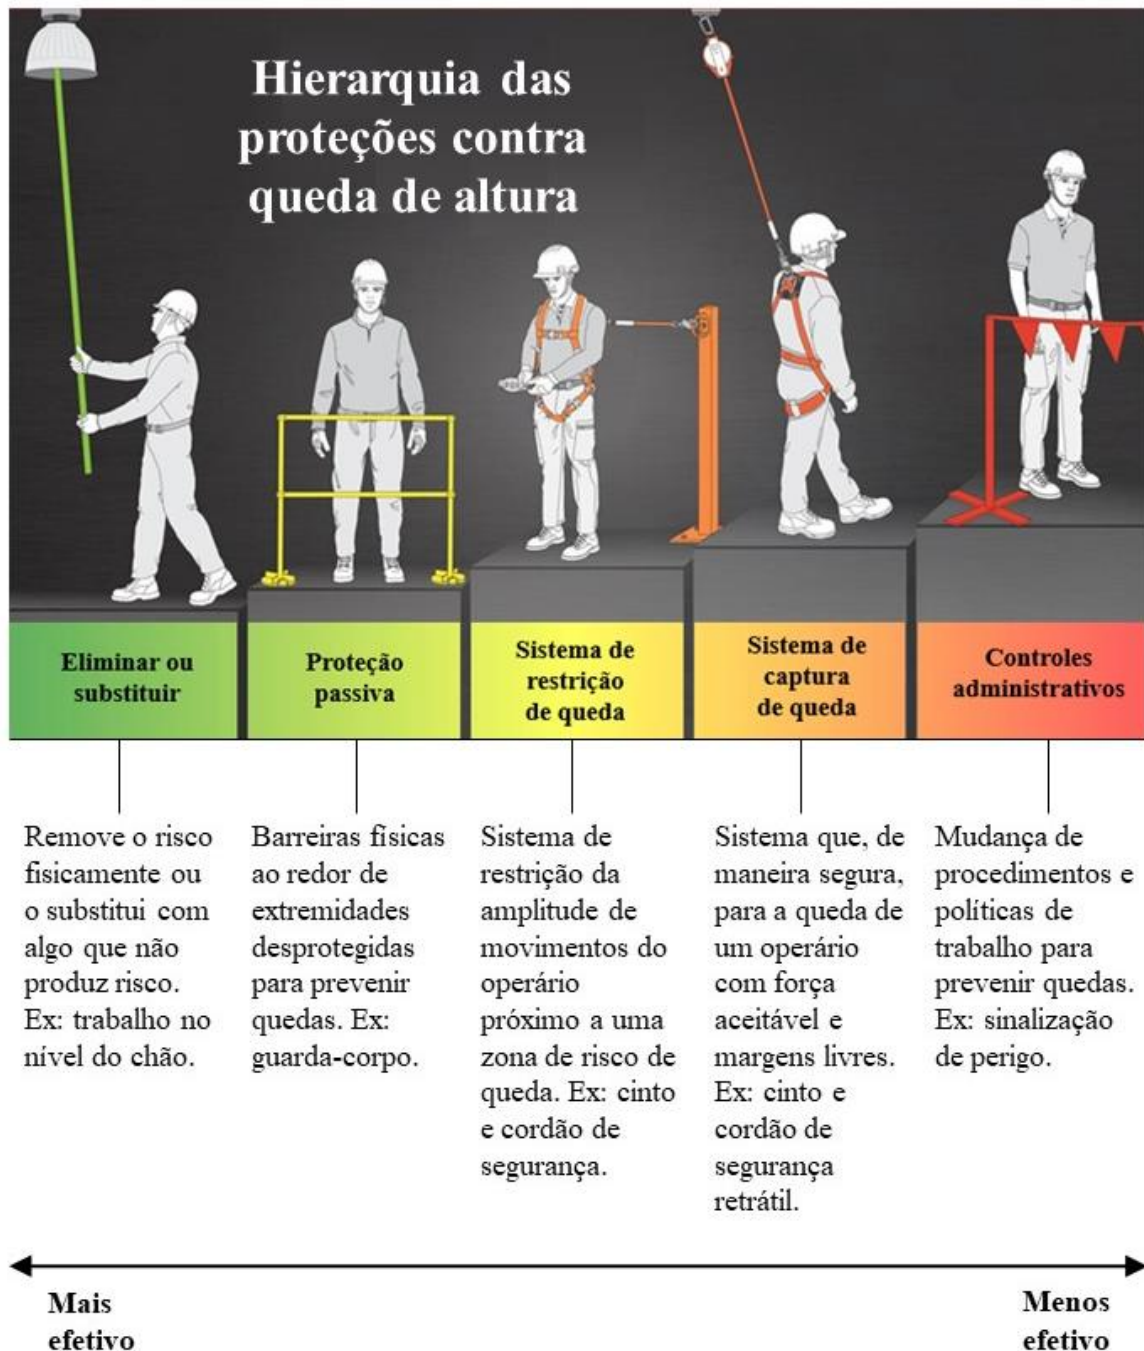 Hierarquia das
proteções contra
queda de altura
Eliminar ou
substituir
Proteção
passiva
Sistema de
restrição
de queda
Sistema de
captura
de queda
Controles
administrativos
Remove o risco
fisicamente ou
o substitui com
algo que não
produz risco.
Ex: trabalho no
nível do chão.
Barreiras físicas
ao redor de
extremidades
desprotegidas
para prevenir
quedas. Ex:
guarda-corpo.
Sistema de
restrição da
amplitude de
movimentos do
operário
próximo a uma
zona de risco de
queda. Ex: cinto
e cordão de
segurança.
Sistema que, de
maneira segura,
para a queda de
um operário
com força
aceitável e
margens livres.
Ex: cinto e
cordão de
segurança
retrátil.
Mudança de
procedimentos e
políticas de
trabalho para
prevenir quedas.
Ex: sinalização
de perigo.
Mais
efetivo
Menos
efetivo